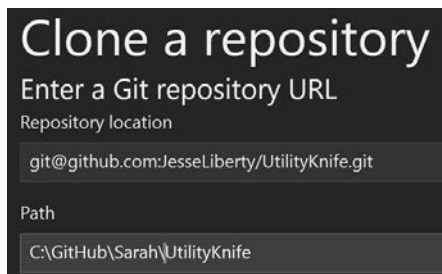 Clone a repository
Enter a Git repository URL
Repository location
git@github.com:JesseLiberty/UtilityKnife.git
Path
C:\GitHub\Sarah\UtilityKnife